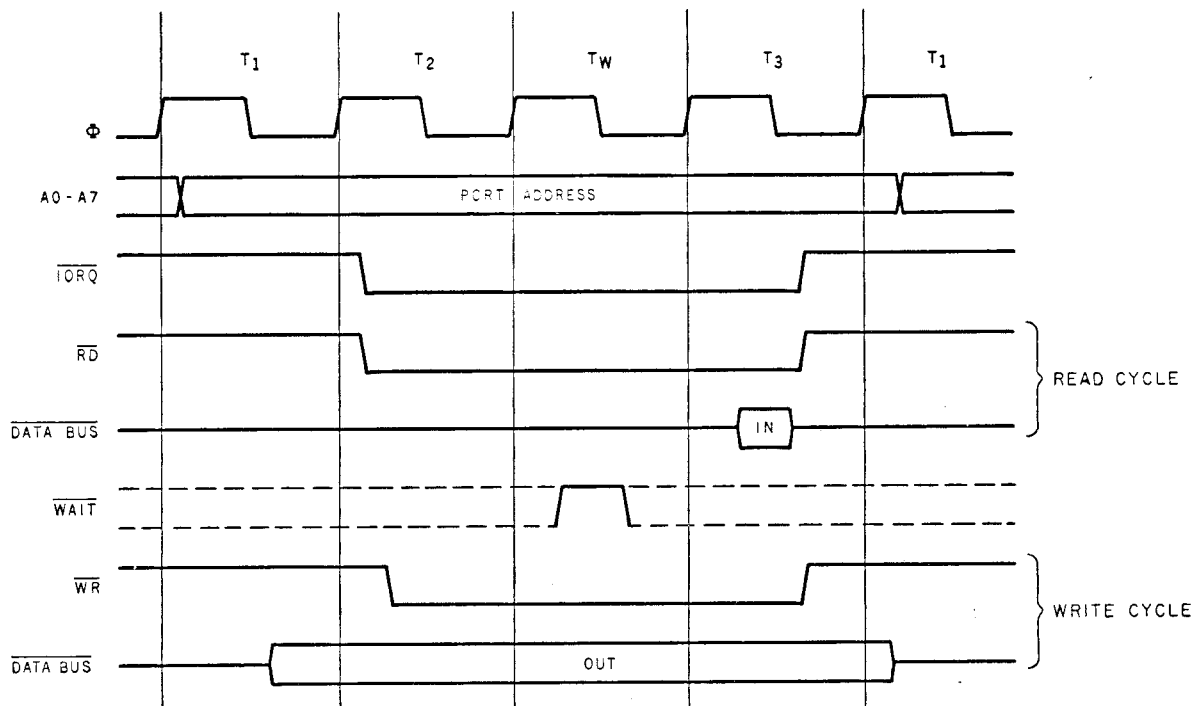 T1 T2 TW T3 T1
Φ
A0-A7 PORT ADDRESS
IORQ
RD
READ CYCLE
DATA BUS IN
WAIT
WR
WRITE CYCLE
DATA BUS OUT